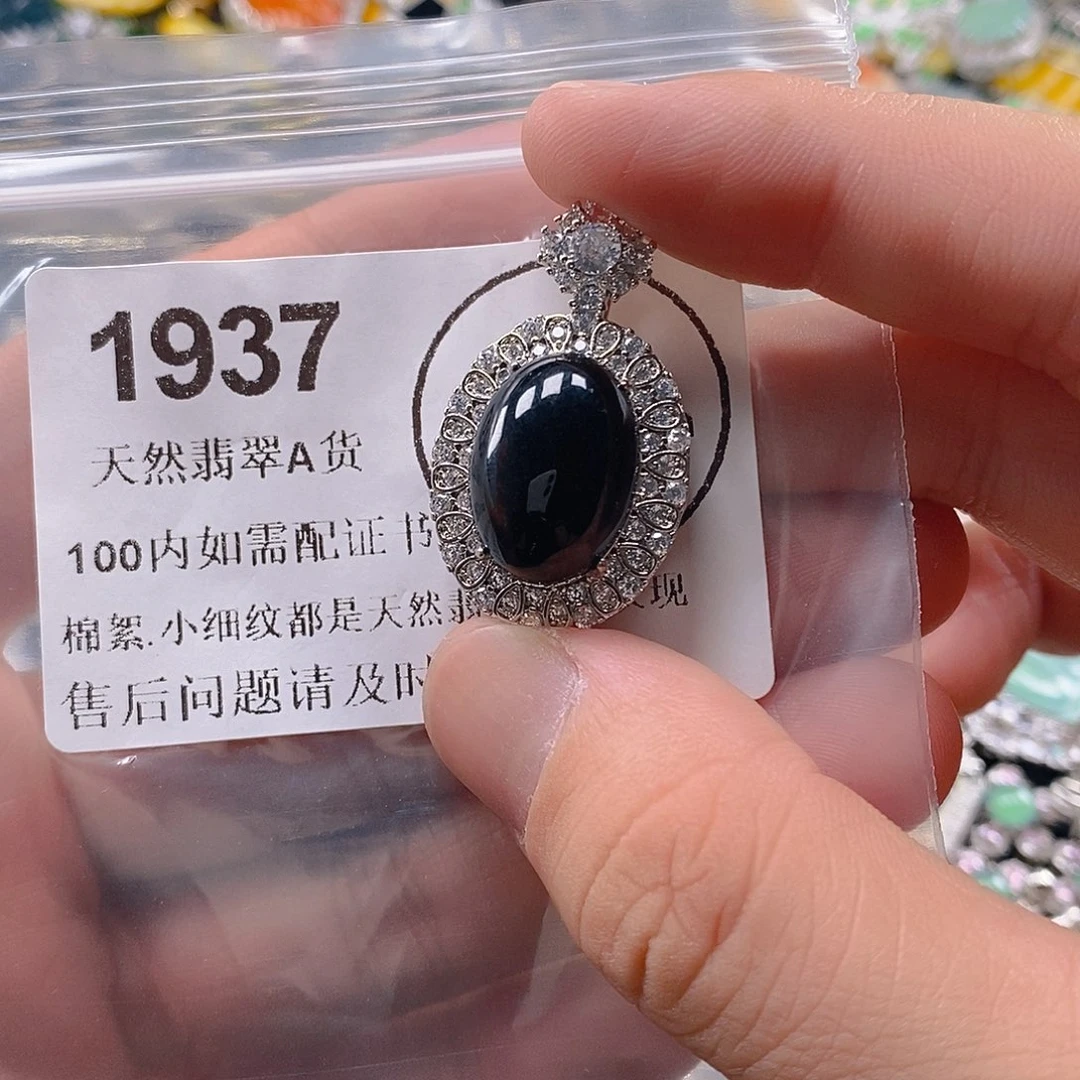 1937
天然翡翠A货
100内如需配证书
棉絮.小细纹都是天然翡 现
售后问题请及时